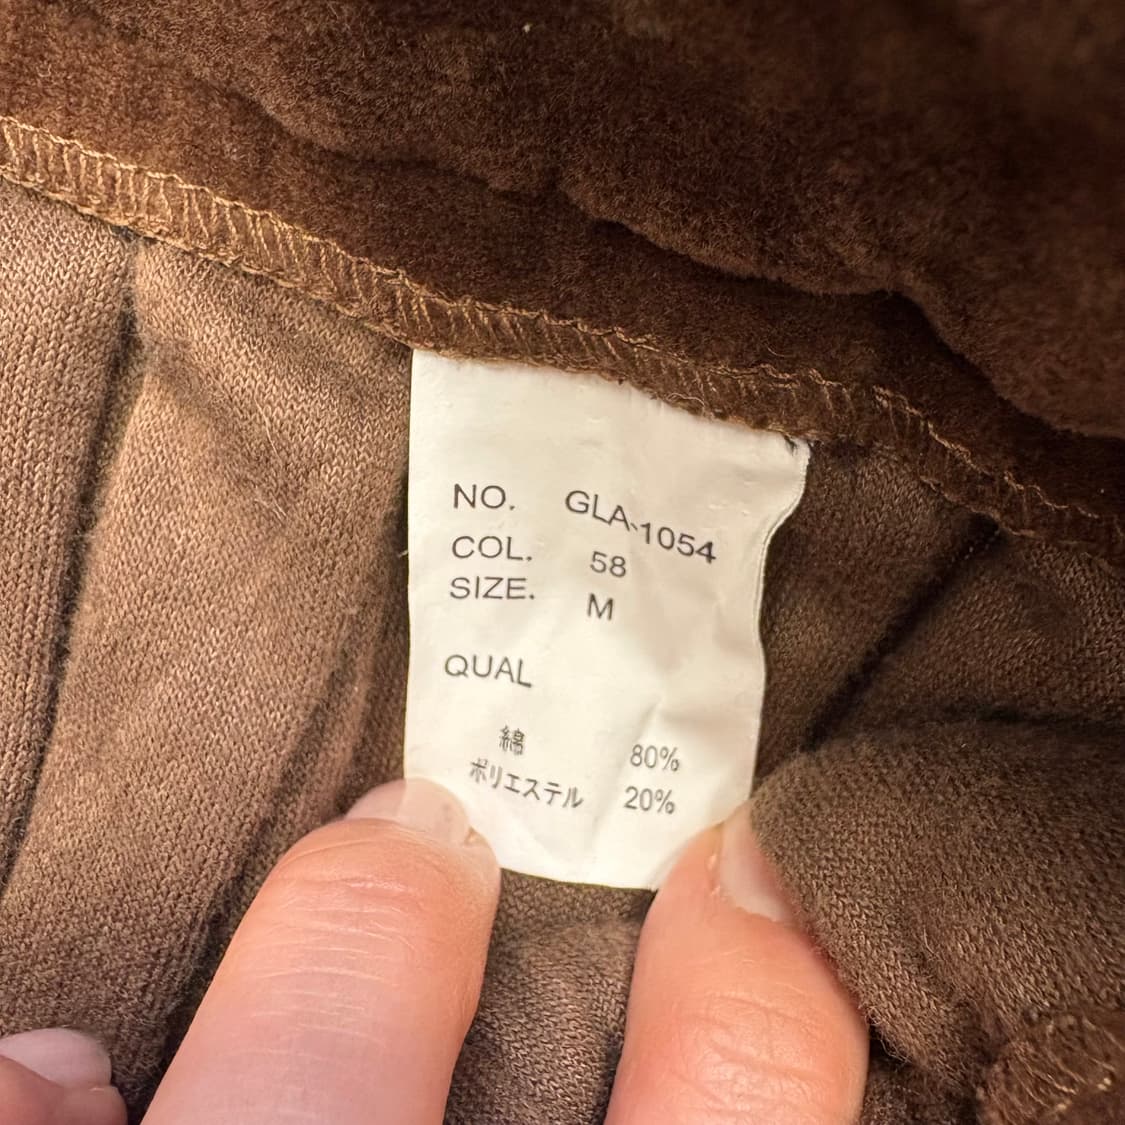 NO. GLA-1054
COL. 58
SIZE. M
QUAL
綿 80%
ポリエステル 20%